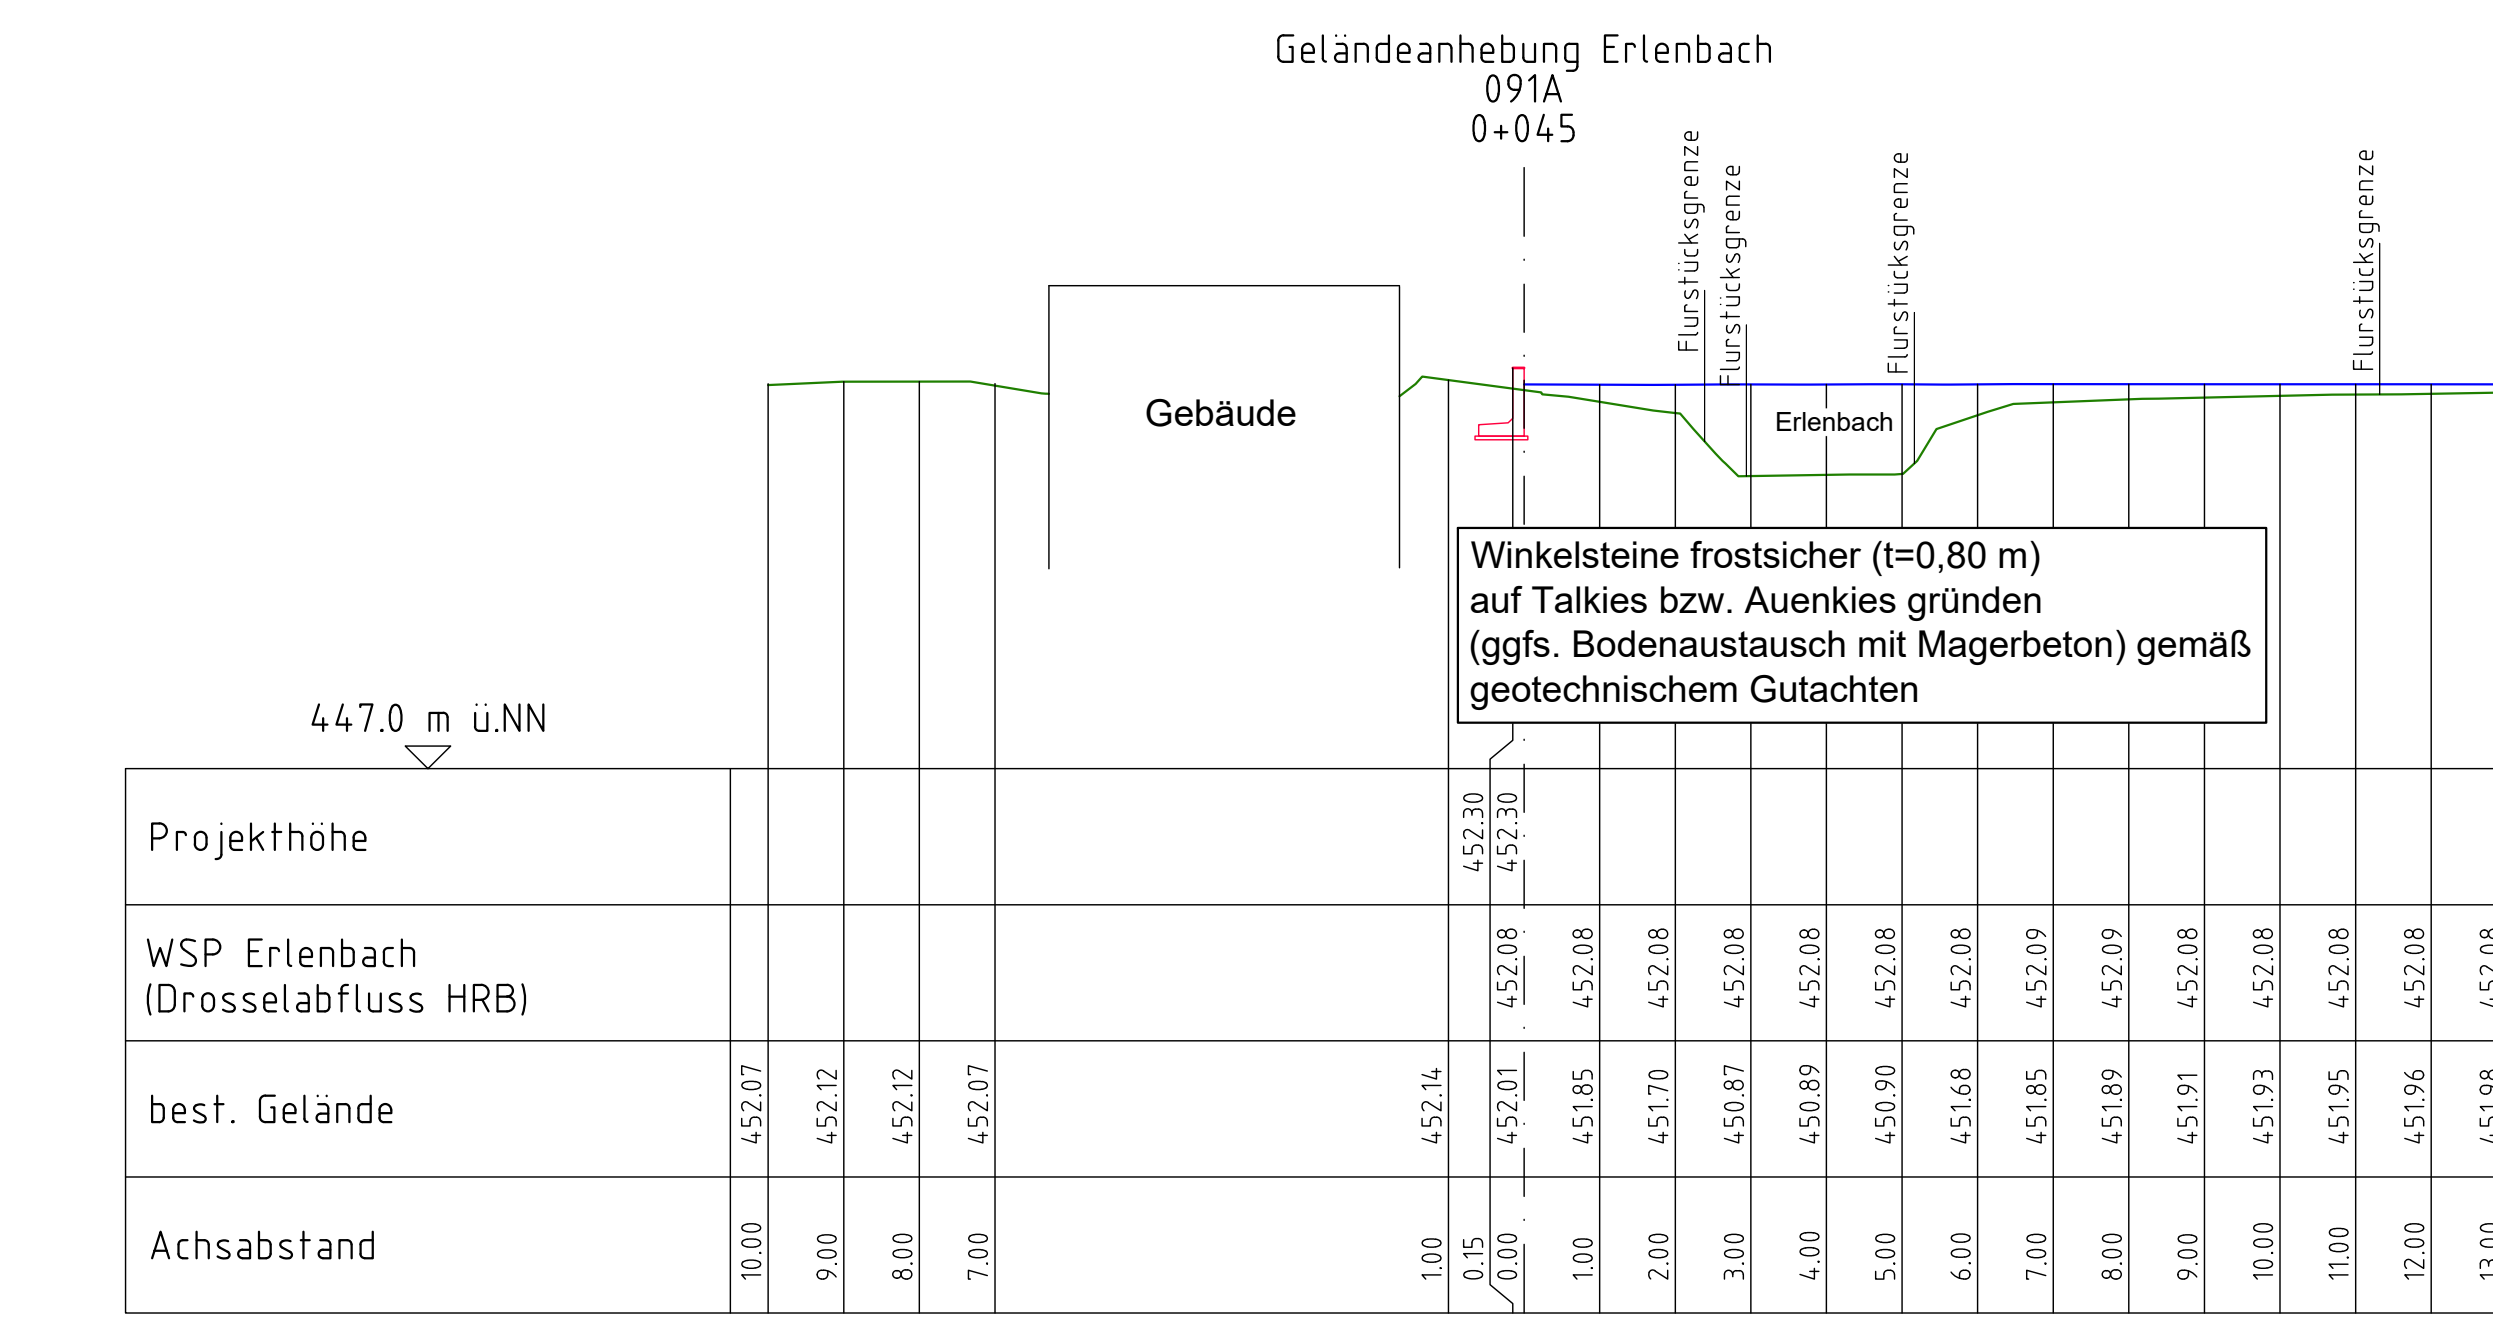 Geländeanhebung Erlenbach
091A
0+045
Flurstücksgrenze
Flurstücksgrenze
Flurstücksgrenze
Flurstücksgrenze
Gebäude
Erlenbach
Winkelsteine frostsicher (t=0,80 m)
auf Talkies bzw. Auenkies gründen
(ggfs. Bodenaustausch mit Magerbeton) gemäß
geotechnischem Gutachten
447.0 m ü.NN
Projekthöhe
452.30 452.30
WSP Erlenbach
(Drosselabfluss HRB)
452.08 452.08 452.08 452.08 452.08 452.08 452.08 452.09 452.09 452.08 452.08 452.08 452.08 452.08
best. Gelände
452.07 452.12 452.12 452.07 452.14 452.01 451.85 451.70 450.87 450.89 450.90 451.68 451.85 451.89 451.91 451.93 451.95 451.96 451.98
Achsabstand
10.00 9.00 8.00 7.00 1.00 0.15 0.00 1.00 2.00 3.00 4.00 5.00 6.00 7.00 8.00 9.00 10.00 11.00 12.00 13.00